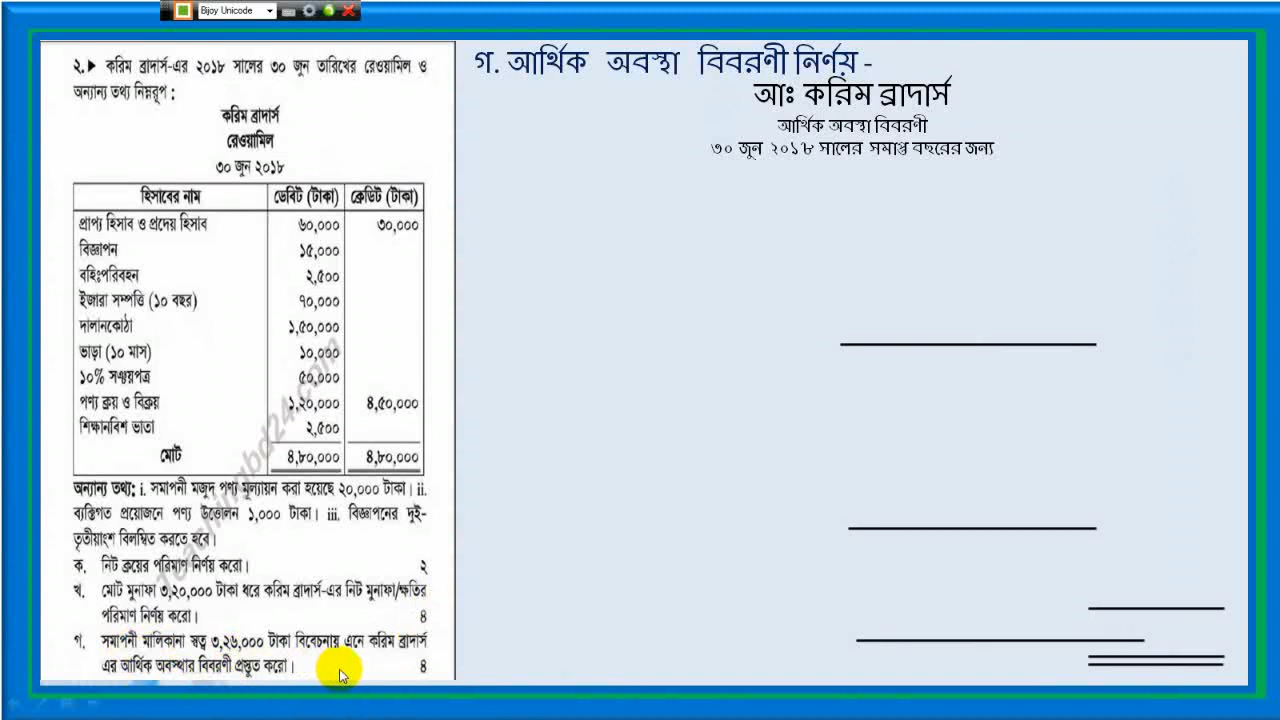 Bijoy Unicode
২.▶ করিম ব্রাদার্স-এর ২০১৮ সালের ৩০ জুন তারিখের রেওয়ামিল ও
অন্যান্য তথ্য নিম্নরূপ :
করিম ব্রাদার্স
রেওয়ামিল
৩০ জুন ২০১৮
হিসাবের নাম ডেবিট (টাকা) ক্রেডিট (টাকা)
প্রাপ্য হিসাব ও প্রদেয় হিসাব ৬০,০০০ ৩০,০০০
বিজ্ঞাপন ১৫,০০০
বহিঃপরিবহন ২,৫০০
ইজারা সম্পত্তি (১০ বছর) ৭০,০০০
দালানকোঠা ১,৫০,০০০
ভাড়া (১০ মাস) ১০,০০০
১০% সঞ্চয়পত্র ৫০,০০০
পণ্য ক্রয় ও বিক্রয় ১,২০,০০০ ৪,৫০,০০০
শিক্ষানবিশ ভাতা ২,৫০০
মোট ৪,৮০,০০০ ৪,৮০,০০০
অন্যান্য তথ্য: i. সমাপনী মজুদ পণ্য মূল্যায়ন করা হয়েছে ২০,০০০ টাকা। ii.
ব্যক্তিগত প্রয়োজনে পণ্য উত্তোলন ১,০০০ টাকা। iii. বিজ্ঞাপনের দুই-
তৃতীয়াংশ বিলম্বিত করতে হবে।
ক. নিট ক্রয়ের পরিমাণ নির্ণয় করো। ২
খ. মোট মুনাফা ৩,২০,০০০ টাকা ধরে করিম ব্রাদার্স-এর নিট মুনাফা/ক্ষতির
পরিমাণ নির্ণয় করো। ৪
গ. সমাপনী মালিকানা স্বত্ব ৩,২৬,০০০ টাকা বিবেচনায় এনে করিম ব্রাদার্স
এর আর্থিক অবস্থার বিবরণী প্রস্তুত করো। ৪
Teachingbd24.com
গ. আর্থিক অবস্থা বিবরণী নির্ণয় -
আঃ করিম ব্রাদার্স
আর্থিক অবস্থা বিবরণী
৩০ জুন ২০১৮ সালের সমাপ্ত বছরের জন্য